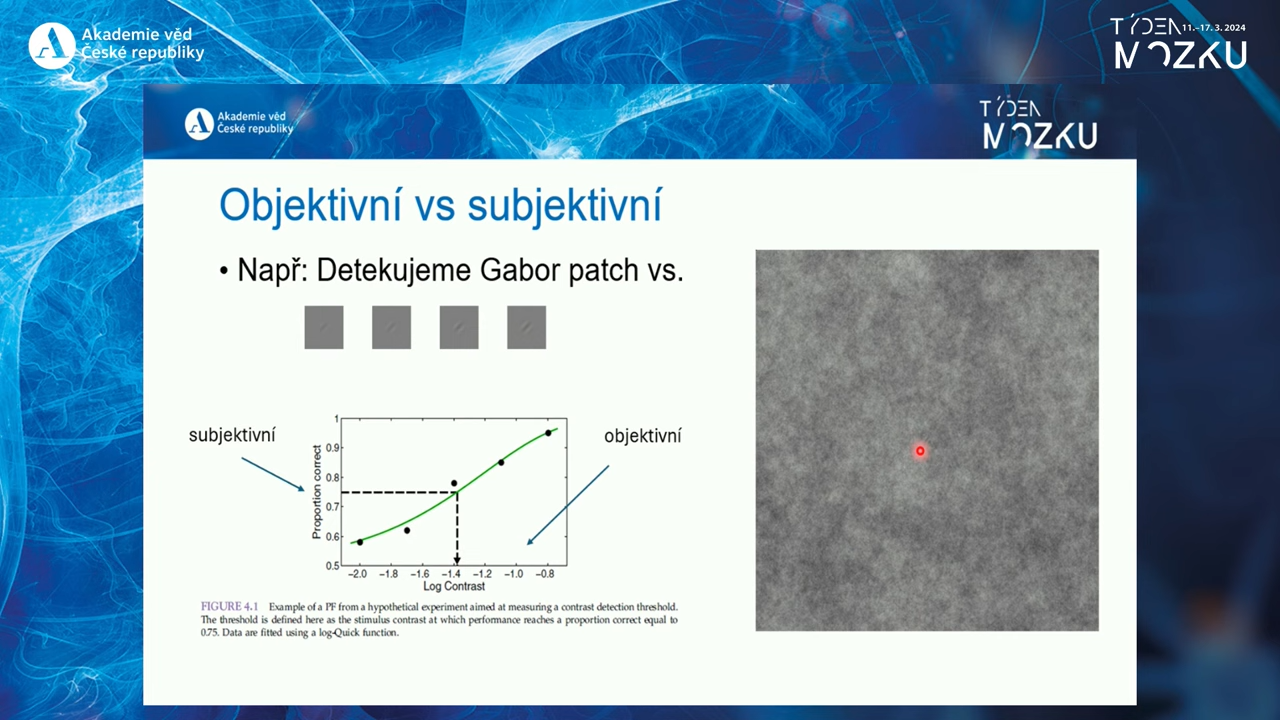 Akademie věd
České republiky
TÝDEN 11.–17. 3. 2024
MOZKU
Akademie věd
České republiky
TÝDEN
MOZKU
Objektivní vs subjektivní
• Např: Detekujeme Gabor patch vs.
subjektivní
objektivní
1
0.9
0.8
0.7
0.6
0.5
Proportion correct
−2.0 −1.8 −1.6 −1.4 −1.2 −1.0 −0.8
Log Contrast
FIGURE 4.1 Example of a PF from a hypothetical experiment aimed at measuring a contrast detection threshold.
The threshold is defined here as the stimulus contrast at which performance reaches a proportion correct equal to
0.75. Data are fitted using a log-Quick function.